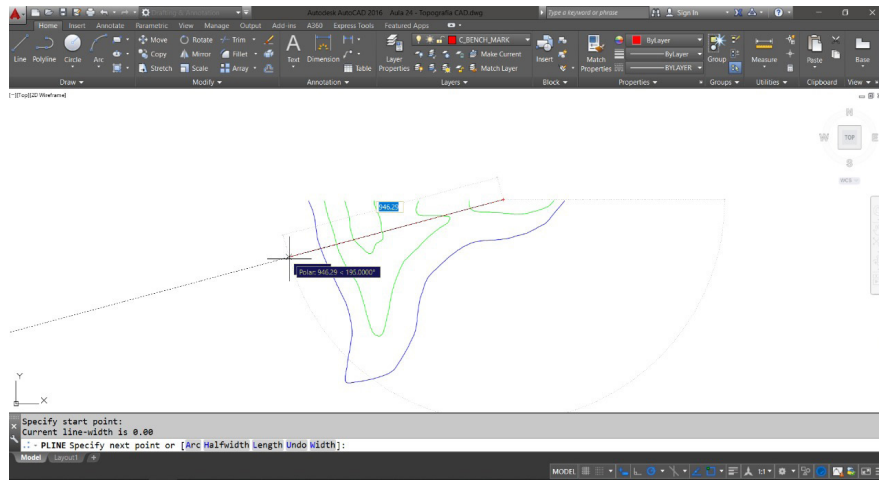 Autodesk AutoCAD 2016 Aula 21 - Topografia CAD.dwg
Type a keyword or phrase
Sign In
Home Insert Annotate Parametric View Manage Output Add-ins A360 Express Tools Featured Apps
Line Polyline Circle Arc
Move Rotate Trim
Copy Mirror Fillet
Stretch Scale Array
Text Dimension
Table
Layer
Properties
C_BENCH_MARK
Make Current
Match Layer
Insert
Match
Properties
ByLayer
ByLayer
BYLAYER
Group
Measure
Paste
Base
Draw Modify Annotation Layers Block Properties Groups Utilities Clipboard View
[-][Top][2D Wireframe]
N
W TOP E
S
WCS
946.29
Polar: 946.29 < 195.0000°
Y
X
Specify start point:
Current line-width is 0.00
PLINE Specify next point or [Arc Halfwidth Length Undo Width]:
Model Layout1 +
MODEL 1:1